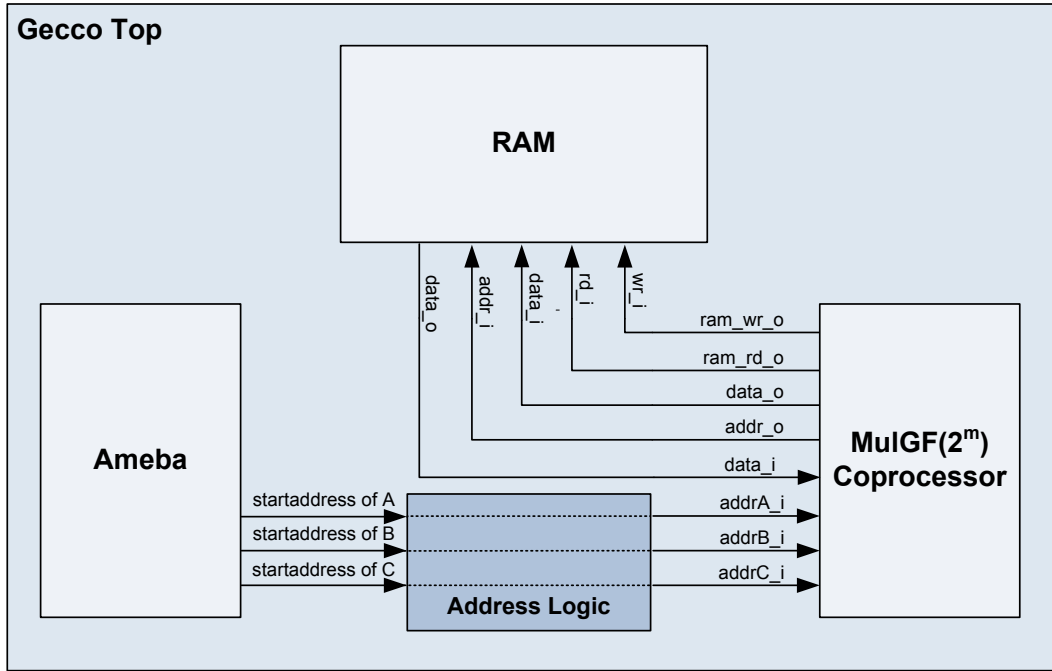 Gecco Top
RAM
data_o
addr_i
data_i
rd_i
wr_i
ram_wr_o
ram_rd_o
data_o
addr_o
data_i
Ameba
MulGF(2^m)
Coprocessor
startaddress of A
addrA_i
startaddress of B
addrB_i
startaddress of C
addrC_i
Address Logic